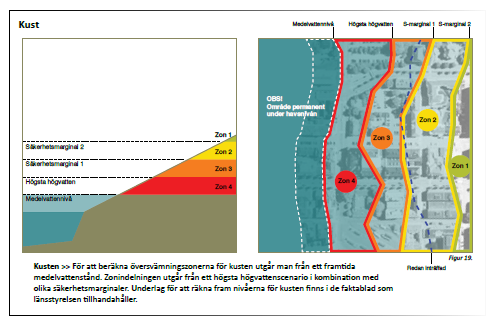 Kust
Medelvattennivå
Högsta högvatten
S-marginal 1
S-marginal 2
OBS!
Område permanent
under havsnivån
Zon 1
Säkerhetsmarginal 2
Zon 2
Säkerhetsmarginal 1
Zon 3
Högsta högvatten
Zon 4
Medelvattennivå
Zon 2
Zon 3
Zon 1
Zon 4
Redan inträffad
Figur 19.
Kusten >> För att beräkna översvämningszonerna för kusten utgår man från ett framtida
medelvattenstånd. Zonindelningen utgår från ett högsta högvattenscenario i kombination med
olika säkerhetsmarginaler. Underlag för att räkna fram nivåerna för kusten finns i de faktablad som
länsstyrelsen tillhandahåller.